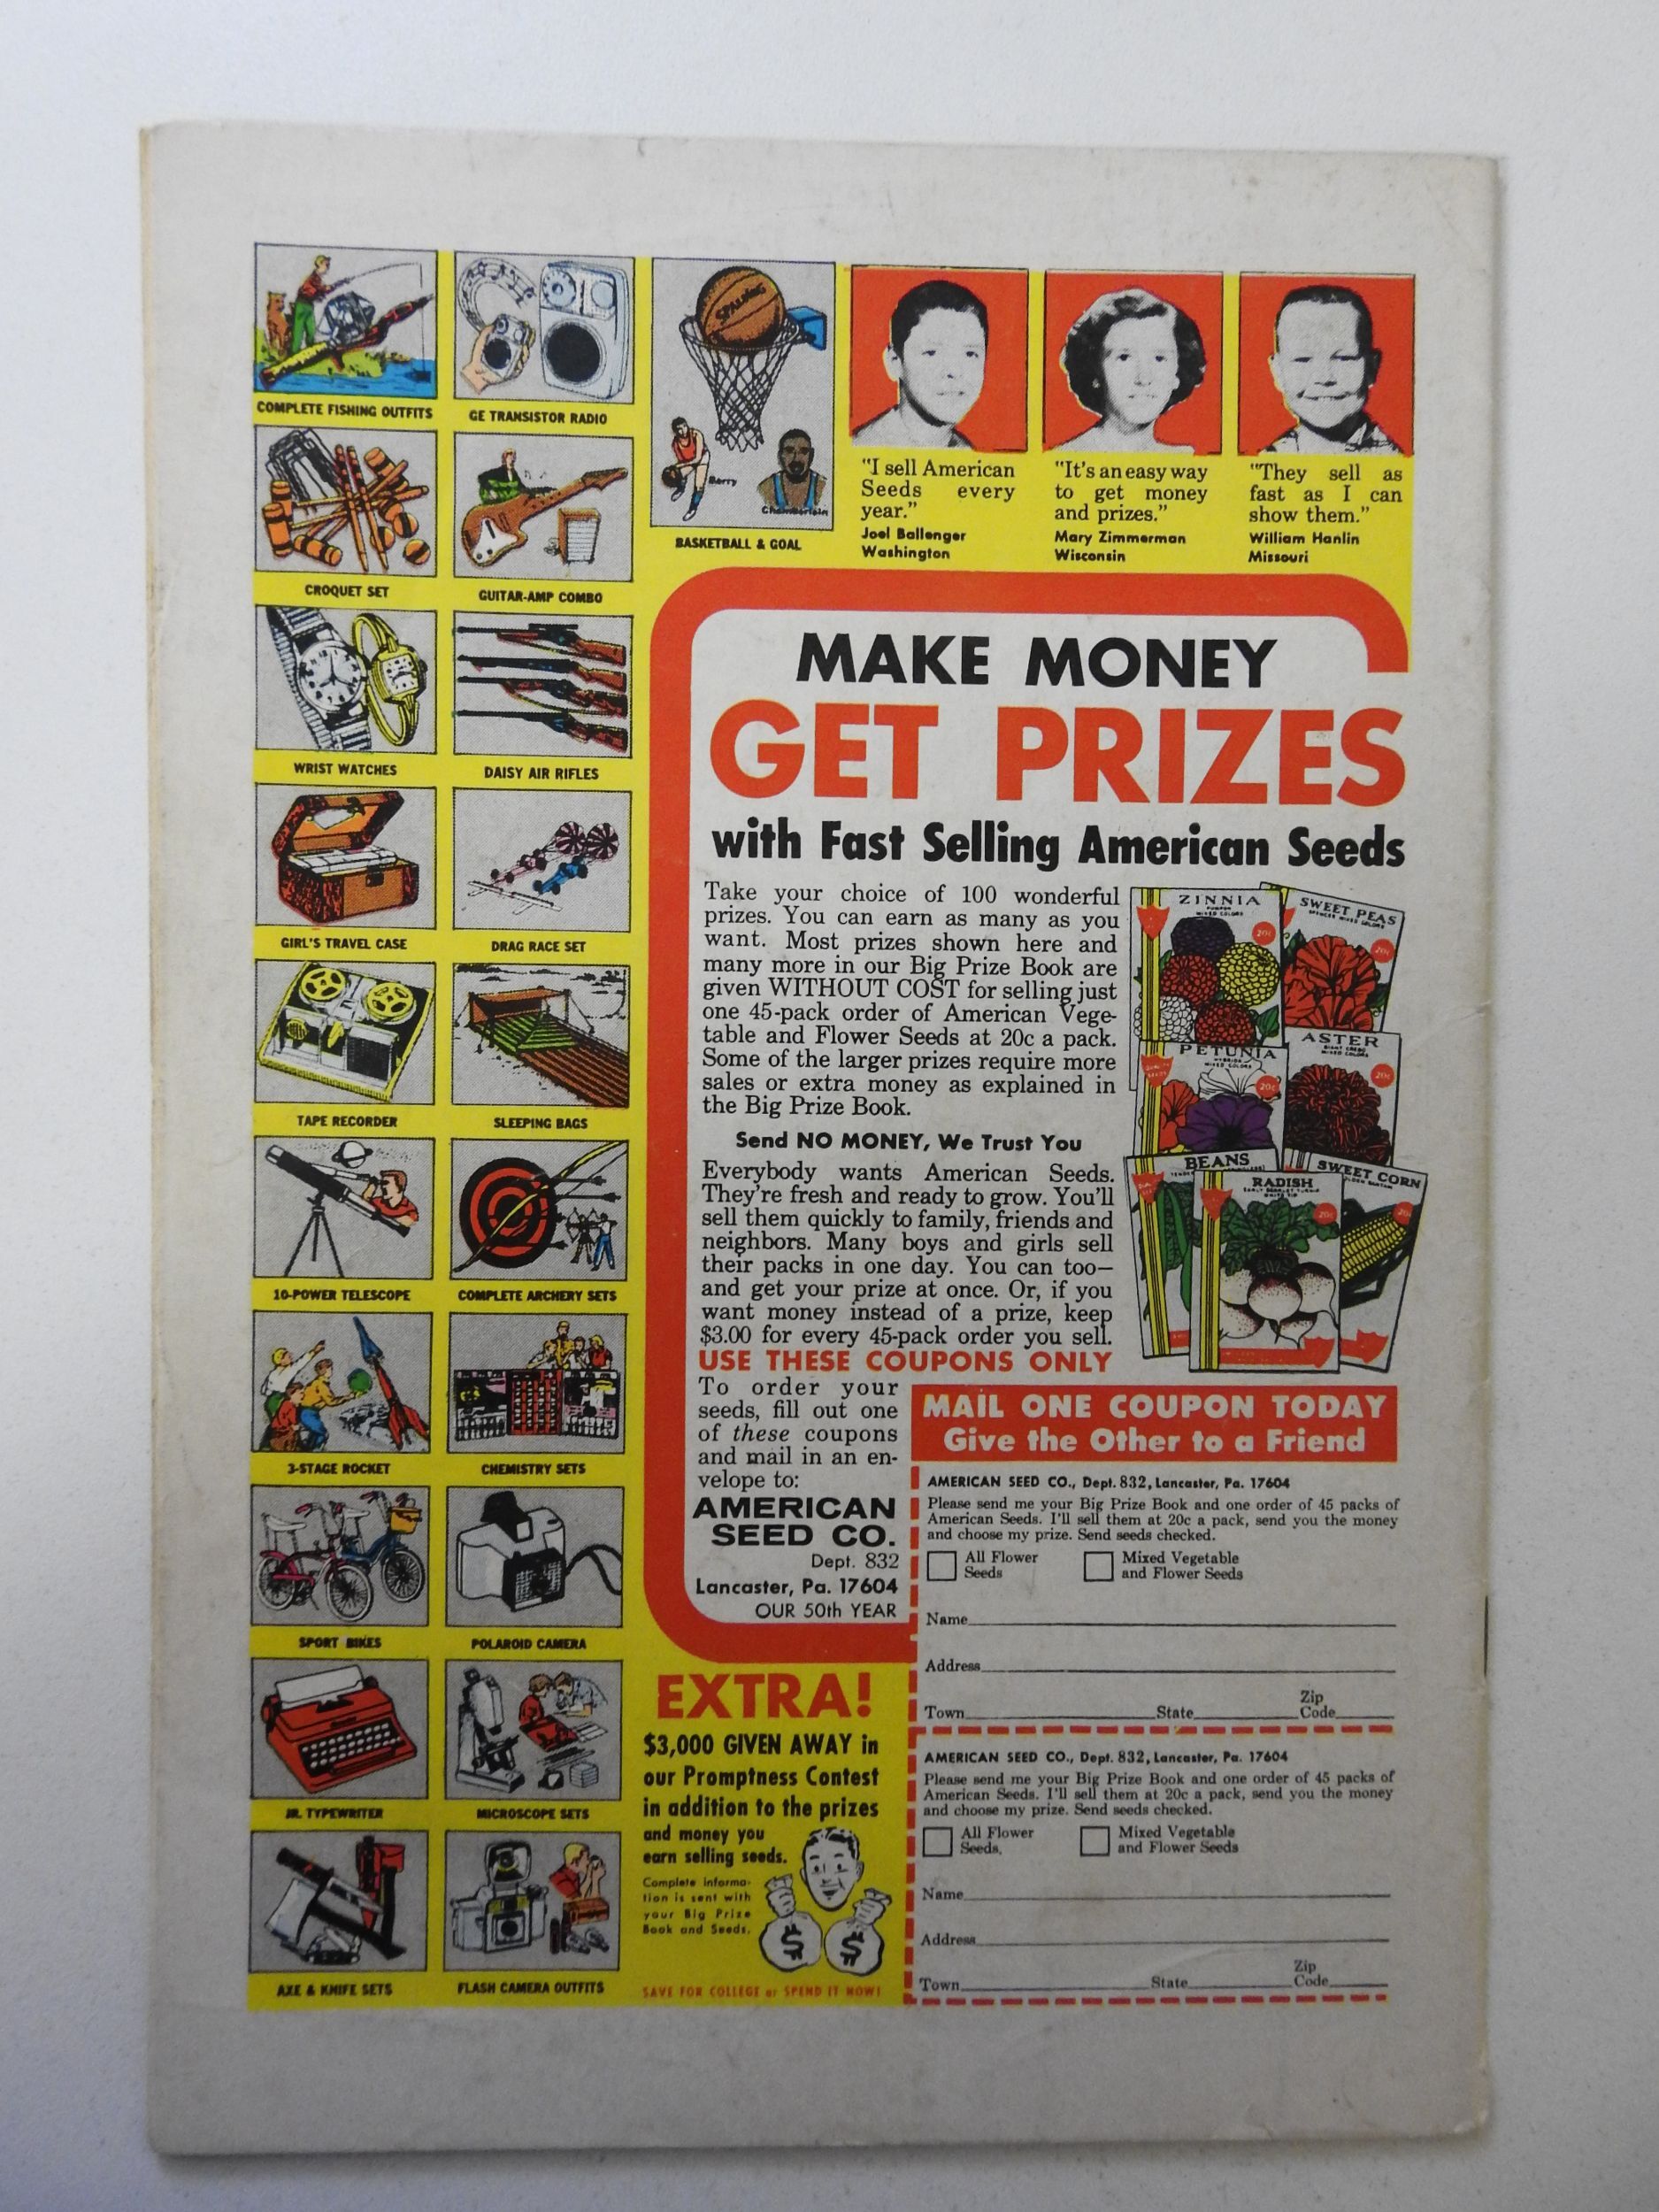 COMPLETE FISHING OUTFITS
GE TRANSISTOR RADIO
SPALDING
Barry
Chamberlain
BASKETBALL & GOAL
CROQUET SET
GUITAR-AMP COMBO
WRIST WATCHES
DAISY AIR RIFLES
GIRL'S TRAVEL CASE
DRAG RACE SET
TAPE RECORDER
SLEEPING BAGS
10-POWER TELESCOPE
COMPLETE ARCHERY SETS
3-STAGE ROCKET
CHEMISTRY SETS
SPORT BIKES
POLAROID CAMERA
JR. TYPEWRITER
MICROSCOPE SETS
AXE & KNIFE SETS
FLASH CAMERA OUTFITS
"I sell American
Seeds every
year."
Joel Ballenger
Washington
"It's an easy way
to get money
and prizes."
Mary Zimmerman
Wisconsin
"They sell as
fast as I can
show them."
William Hanlin
Missouri
MAKE MONEY
GET PRIZES
with Fast Selling American Seeds
Take your choice of 100 wonderful
prizes. You can earn as many as you
want. Most prizes shown here and
many more in our Big Prize Book are
given WITHOUT COST for selling just
one 45-pack order of American Vege-
table and Flower Seeds at 20c a pack.
Some of the larger prizes require more
sales or extra money as explained in
the Big Prize Book.
Send NO MONEY, We Trust You
Everybody wants American Seeds.
They're fresh and ready to grow. You'll
sell them quickly to family, friends and
neighbors. Many boys and girls sell
their packs in one day. You can too—
and get your prize at once. Or, if you
want money instead of a prize, keep
$3.00 for every 45-pack order you sell.
USE THESE COUPONS ONLY
To order your
seeds, fill out one
of these coupons
and mail in an en-
velope to:
AMERICAN
SEED CO.
Dept. 832
Lancaster, Pa. 17604
OUR 50th YEAR
ZINNIA
MIXED COLORS
20c
SWEET PEAS
SPENCER MIXED COLORS
20c
PETUNIA
MIXED COLORS
20c
ASTER
MIXED COLORS
20c
BEANS
RADISH
20c
SWEET CORN
20c
MAIL ONE COUPON TODAY
Give the Other to a Friend
AMERICAN SEED CO., Dept. 832, Lancaster, Pa. 17604
Please send me your Big Prize Book and one order of 45 packs of
American Seeds. I'll sell them at 20c a pack, send you the money
and choose my prize. Send seeds checked.
All Flower
Seeds
Mixed Vegetable
and Flower Seeds
Name
Address
Town State Zip Code
AMERICAN SEED CO., Dept. 832, Lancaster, Pa. 17604
Please send me your Big Prize Book and one order of 45 packs of
American Seeds. I'll sell them at 20c a pack, send you the money
and choose my prize. Send seeds checked.
All Flower
Seeds.
Mixed Vegetable
and Flower Seeds
Name
Address
Town State Zip Code
EXTRA!
$3,000 GIVEN AWAY in
our Promptness Contest
in addition to the prizes
and money you
earn selling seeds.
Complete informa-
tion is sent with
your Big Prize
Book and Seeds.
$ $
SAVE FOR COLLEGE or SPEND IT NOW!